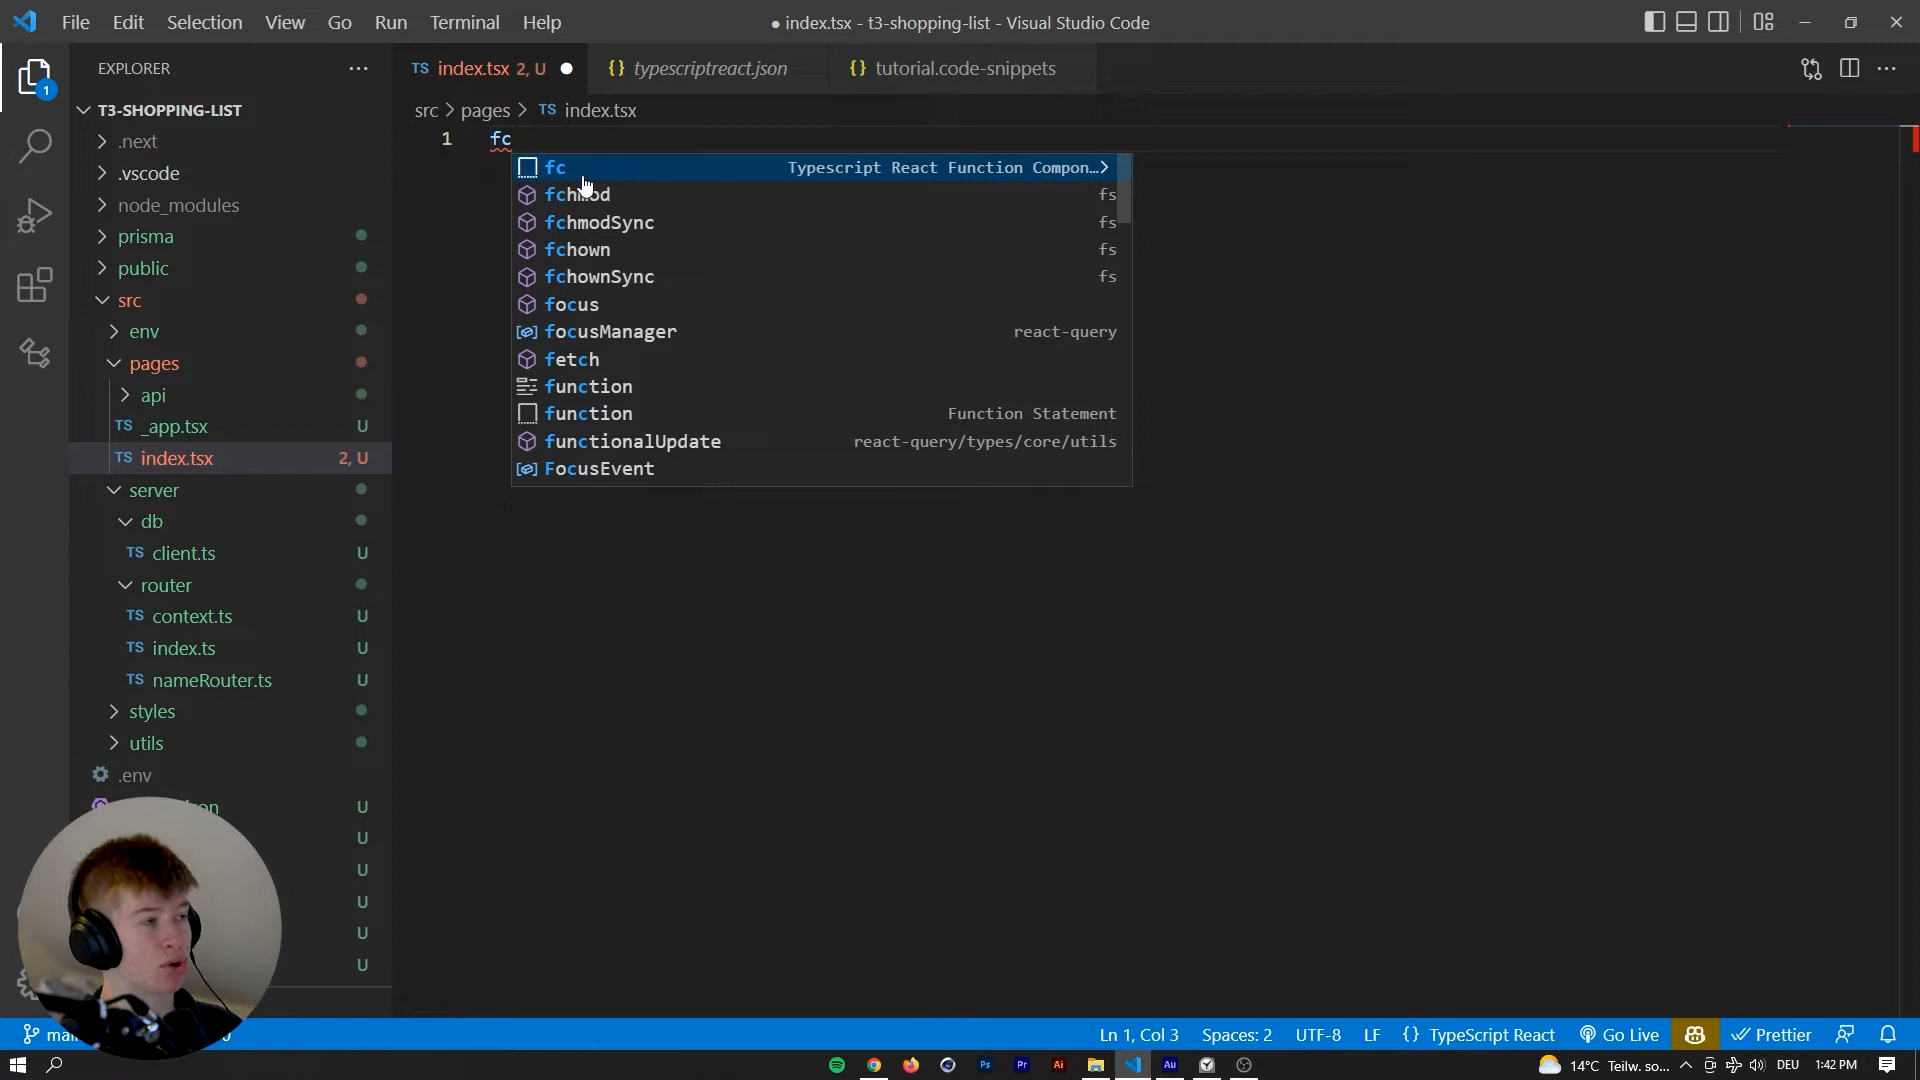 File Edit Selection View Go Run Terminal Help
● index.tsx - t3-shopping-list - Visual Studio Code
EXPLORER
TS index.tsx 2, U
{} typescriptreact.json
{} tutorial.code-snippets
1
T3-SHOPPING-LIST
src > pages > TS index.tsx
.next
1 fc
.vscode
fc Typescript React Function Compon…
node_modules
fchmod fs
prisma
fchmodSync fs
public
fchown fs
src
fchownSync fs
env
focus
pages
focusManager react-query
api
fetch
TS _app.tsx U
function
TS index.tsx 2, U
function Function Statement
server
functionalUpdate react-query/types/core/utils
db
FocusEvent
TS client.ts U
router
TS context.ts U
TS index.ts U
TS nameRouter.ts U
styles
utils
.env
U
U
U
U
U
U
Ln 1, Col 3 Spaces: 2 UTF-8 LF {} TypeScript React Go Live Prettier
Ps Pr Ai Au
14°C Teilw. so... DEU 1:42 PM